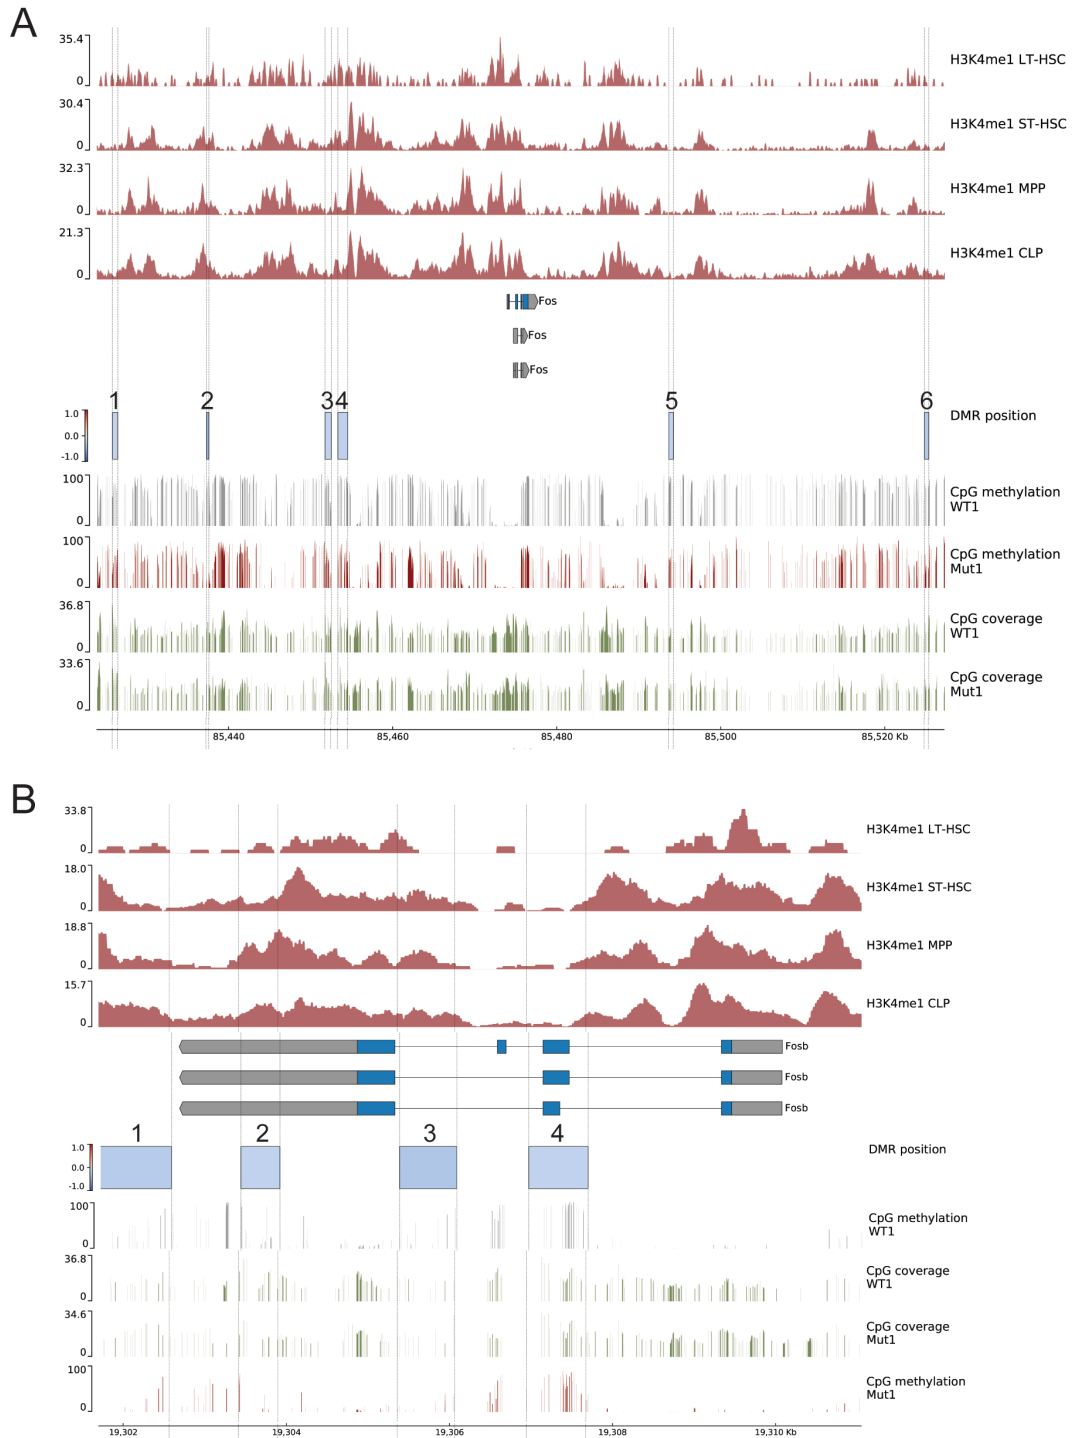 A
35.4
0
H3K4me1 LT-HSC
30.4
0
H3K4me1 ST-HSC
32.3
0
H3K4me1 MPP
21.3
0
H3K4me1 CLP
Fos
Fos
Fos
1 2 3 4 5 6
1.0
0.0
-1.0
DMR position
100
0
CpG methylation
WT1
100
0
CpG methylation
Mut1
36.8
0
CpG coverage
WT1
33.6
0
CpG coverage
Mut1
85,440 85,460 85,480 85,500 85,520 Kb
B
33.8
0
H3K4me1 LT-HSC
18.0
0
H3K4me1 ST-HSC
18.8
0
H3K4me1 MPP
15.7
0
H3K4me1 CLP
Fosb
Fosb
Fosb
1 2 3 4
1.0
0.0
-1.0
DMR position
100
0
CpG methylation
WT1
36.8
0
CpG coverage
WT1
34.6
0
CpG coverage
Mut1
100
0
CpG methylation
Mut1
19,302 19,304 19,306 19,308 19,310 Kb